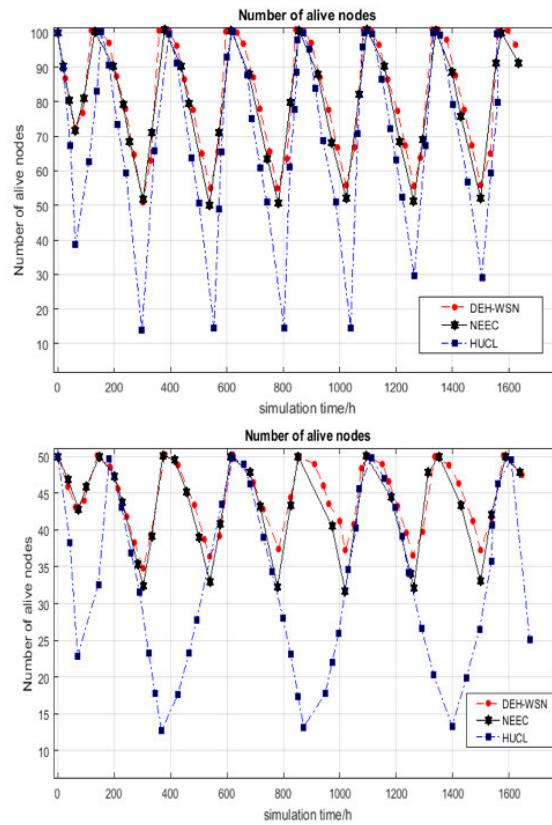 Number of alive nodes
Number of alive nodes
100
90
80
70
60
50
40
30
20
10
0 200 400 600 800 1000 1200 1400 1600
simulation time/h
DEH-WSN
NEEC
HUCL
Number of alive nodes
Number of alive nodes
50
45
40
35
30
25
20
15
10
0 200 400 600 800 1000 1200 1400 1600
simulation time/h
DEH-WSN
NEEC
HUCL